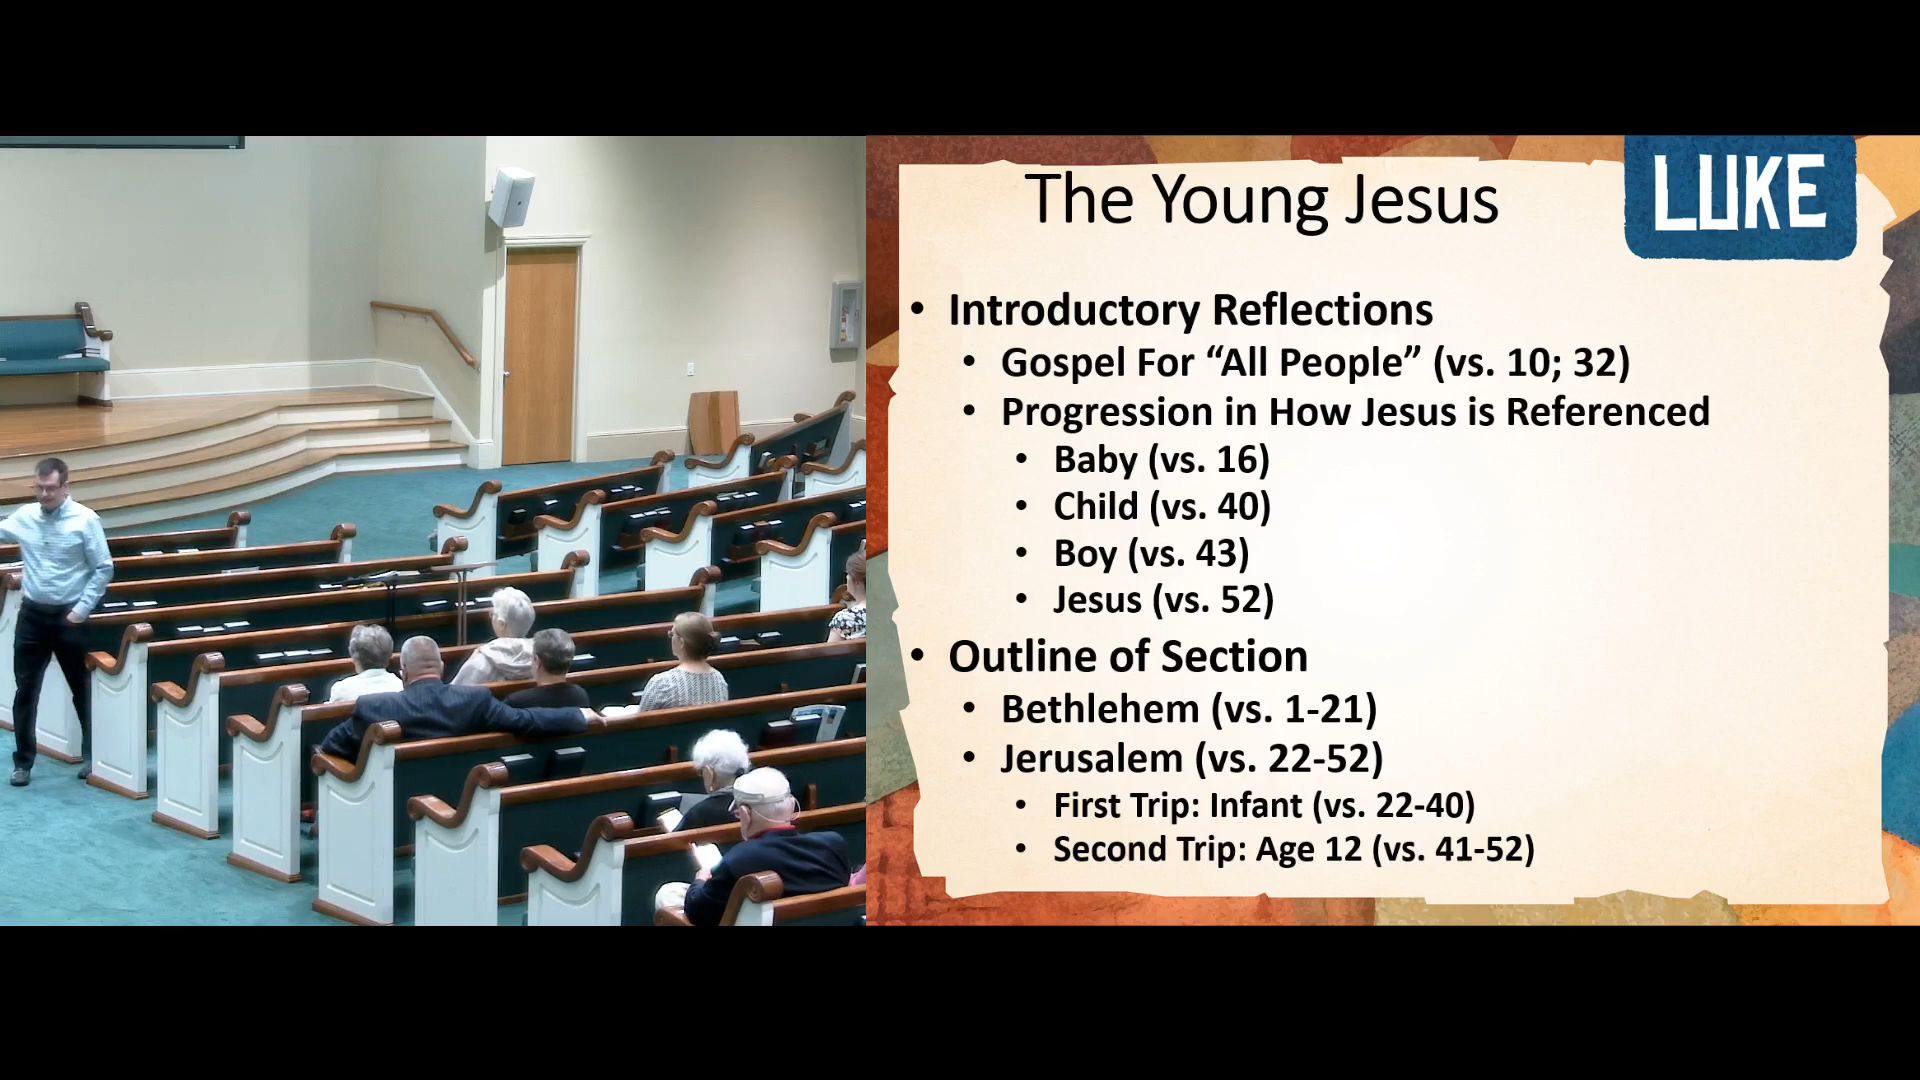 The Young Jesus
LUKE
• Introductory Reflections
• Gospel For “All People” (vs. 10; 32)
• Progression in How Jesus is Referenced
• Baby (vs. 16)
• Child (vs. 40)
• Boy (vs. 43)
• Jesus (vs. 52)
• Outline of Section
• Bethlehem (vs. 1-21)
• Jerusalem (vs. 22-52)
• First Trip: Infant (vs. 22-40)
• Second Trip: Age 12 (vs. 41-52)